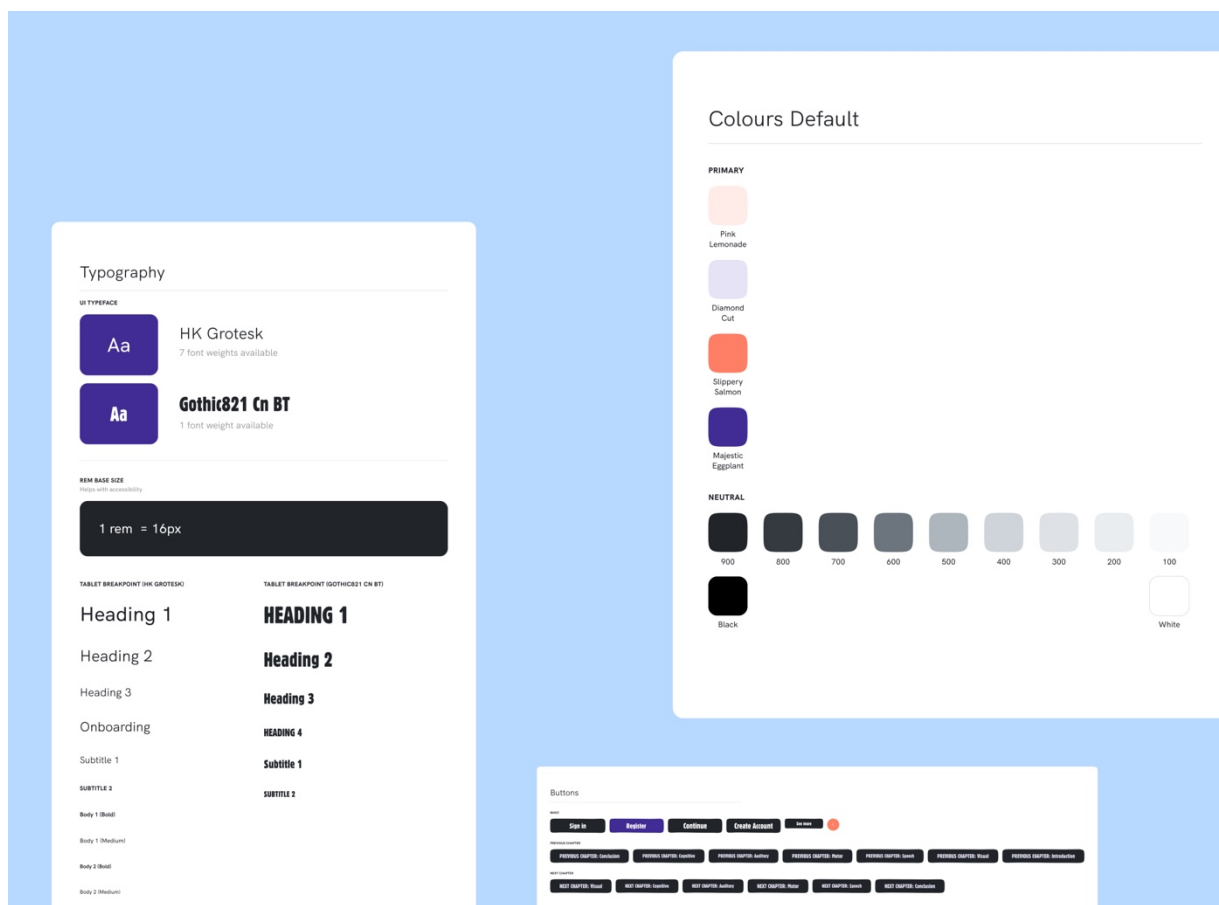 Typography
UI TYPEFACE
Aa
HK Grotesk
7 font weights available
Aa
Gothic821 Cn BT
1 font weight available
REM BASE SIZE
Helps with accessibility
1 rem = 16px
TABLET BREAKPOINT (HK GROTESK)
Heading 1
Heading 2
Heading 3
Onboarding
Subtitle 1
SUBTITLE 2
Body 1 (Bold)
Body 1 (Medium)
Body 2 (Bold)
Body 2 (Medium)
TABLET BREAKPOINT (GOTHIC821 CN BT)
HEADING 1
Heading 2
Heading 3
HEADING 4
Subtitle 1
SUBTITLE 2
Colours Default
PRIMARY
Pink
Lemonade
Diamond
Cut
Slippery
Salmon
Majestic
Eggplant
NEUTRAL
900 800 700 600 500 400 300 200 100
Black White
Buttons
BASIC
Sign in Register Continue Create Account See more
PREVIOUS CHAPTER
PREVIOUS CHAPTER: Conclusion PREVIOUS CHAPTER: Cognitive PREVIOUS CHAPTER: Auditory PREVIOUS CHAPTER: Motor PREVIOUS CHAPTER: Speech PREVIOUS CHAPTER: Visual PREVIOUS CHAPTER: Introduction
NEXT CHAPTER
NEXT CHAPTER: Visual NEXT CHAPTER: Cognitive NEXT CHAPTER: Auditory NEXT CHAPTER: Motor NEXT CHAPTER: Speech NEXT CHAPTER: Conclusion